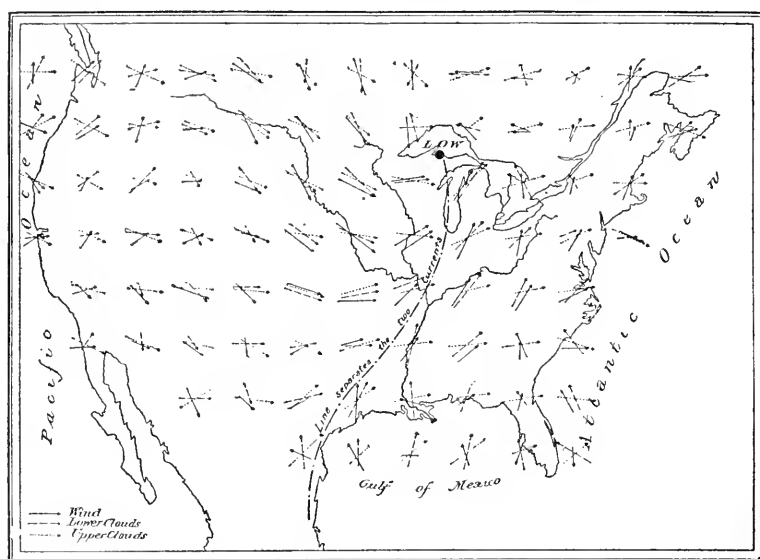 Pacific Ocean
LOW
Line separates the two currents
Atlantic Ocean
Gulf of Mexico
Wind
Lower Clouds
Upper Clouds